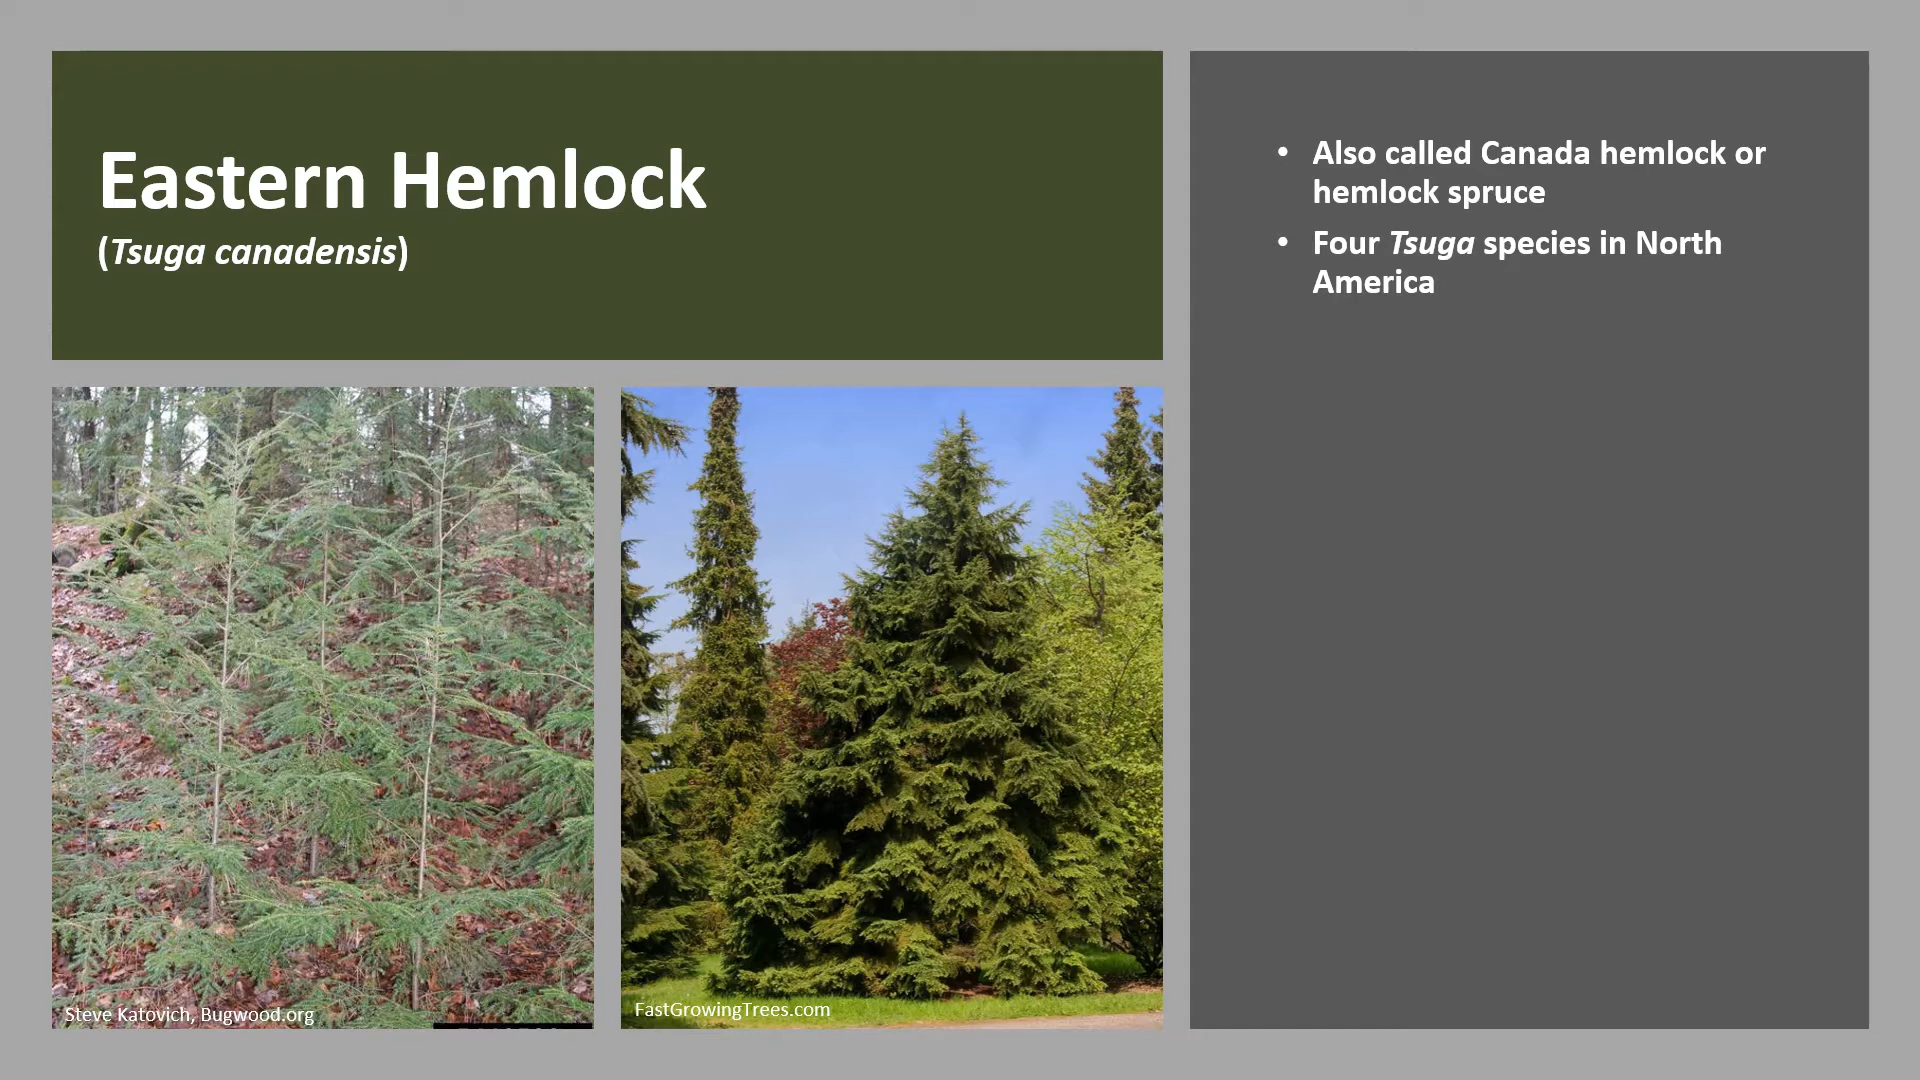 Eastern Hemlock
(Tsuga canadensis)
• Also called Canada hemlock or
hemlock spruce
• Four Tsuga species in North
America
Steve Katovich, Bugwood.org
FastGrowingTrees.com